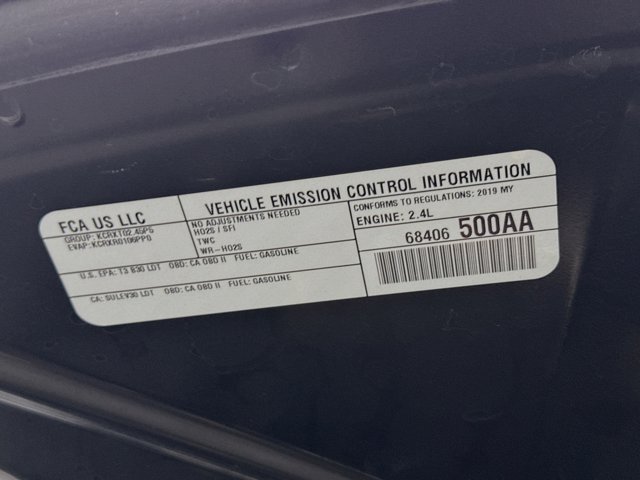 FCA US LLC
GROUP: KCRXT02.45P5
EVAP: KCRXR0106PP0
VEHICLE EMISSION CONTROL INFORMATION
NO ADJUSTMENTS NEEDED
HO2S / SFI
TWC
WR-HO2S
CONFORMS TO REGULATIONS: 2019 MY
ENGINE: 2.4L
68406 500AA
U.S. EPA: T3 B30 LDT OBD: CA OBD II FUEL: GASOLINE
CA: SULEV30 LDT OBD: CA OBD II FUEL: GASOLINE